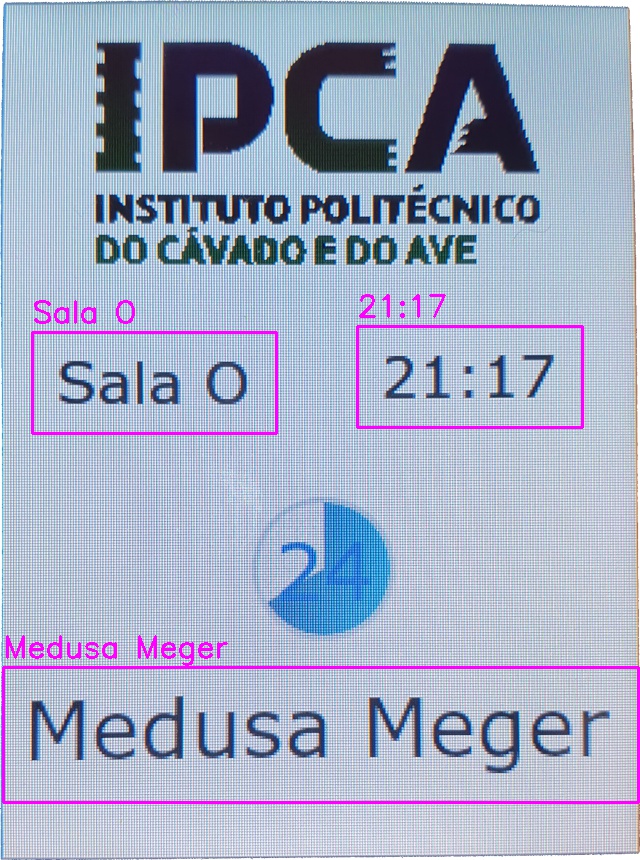 IPCA
INSTITUTO POLITÉCNICO
DO CÁVADO E DO AVE
Sala O 21:17
Sala O 21:17
24
Medusa Meger
Medusa Meger